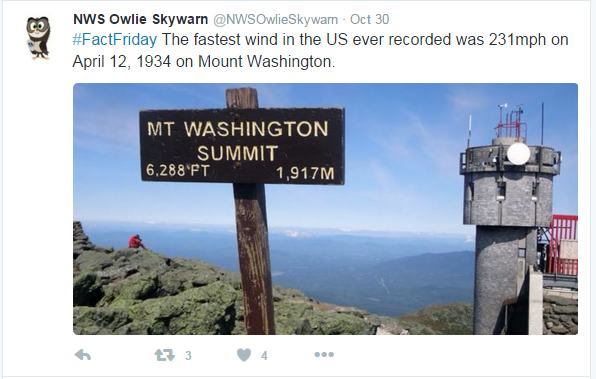 NWS Owlie Skywarn @NWSOwlieSkywarn · Oct 30
#FactFriday The fastest wind in the US ever recorded was 231mph on
April 12, 1934 on Mount Washington.
MT WASHINGTON
SUMMIT
6,288 FT 1,917M
3 4